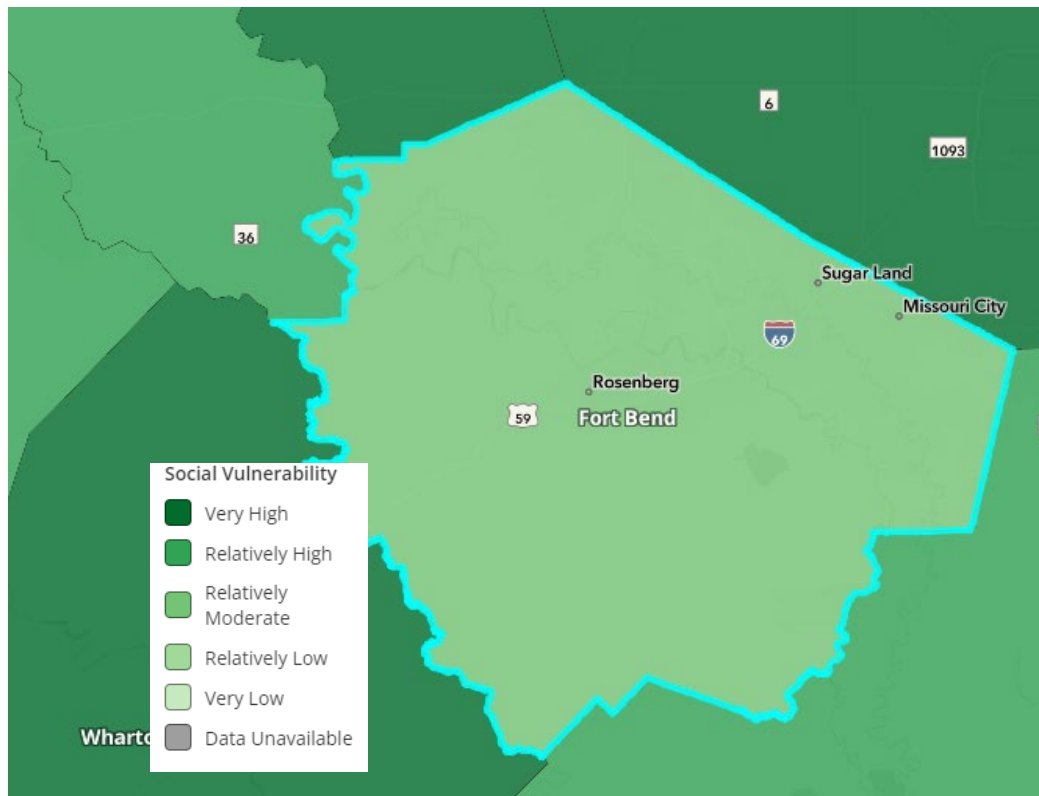 6
1093
36
Sugar Land
Missouri City
69
Rosenberg
59
Fort Bend
Social Vulnerability
Very High
Relatively High
Relatively
Moderate
Relatively Low
Very Low
Whart
Data Unavailable